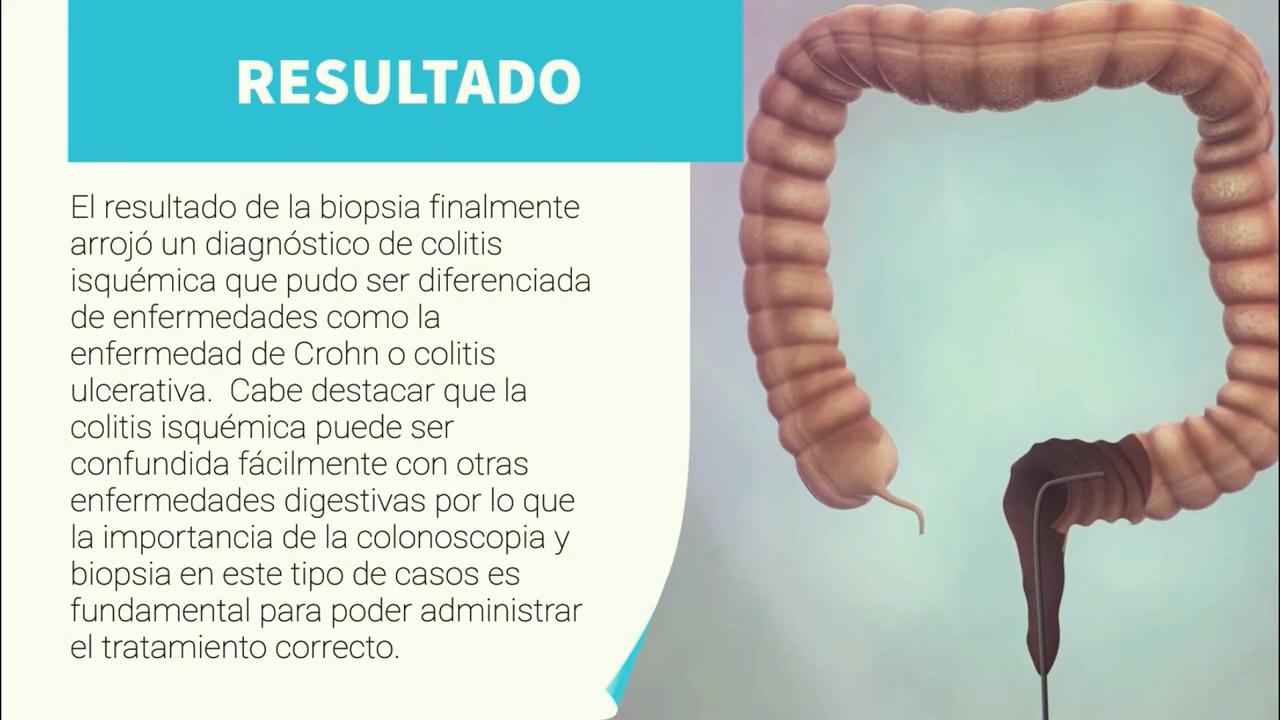 RESULTADO
El resultado de la biopsia finalmente
arrojó un diagnóstico de colitis
isquémica que pudo ser diferenciada
de enfermedades como la
enfermedad de Crohn o colitis
ulcerativa.  Cabe destacar que la
colitis isquémica puede ser
confundida fácilmente con otras
enfermedades digestivas por lo que
la importancia de la colonoscopia y
biopsia en este tipo de casos es
fundamental para poder administrar
el tratamiento correcto.